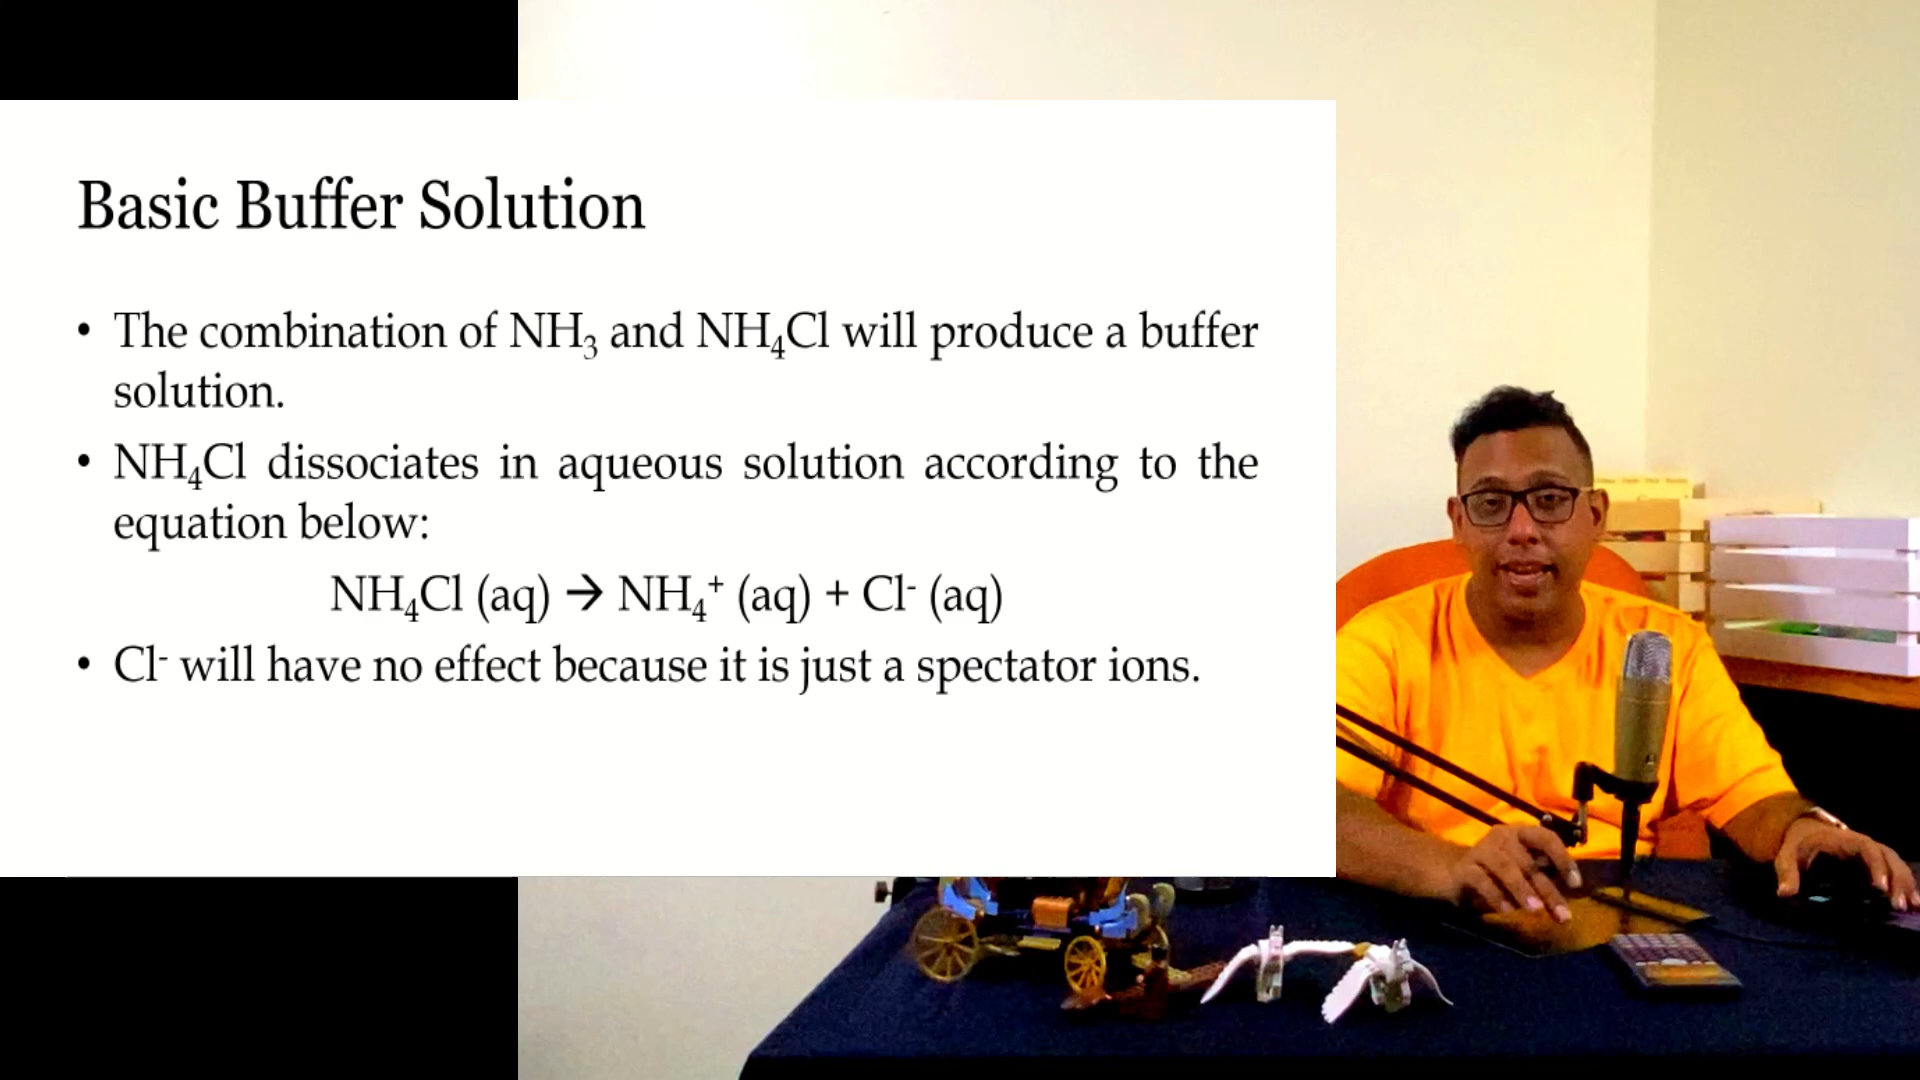 Basic Buffer Solution
• The combination of NH₃ and NH₄Cl will produce a buffer
solution.
• NH₄Cl dissociates in aqueous solution according to the
equation below:
NH₄Cl (aq) → NH₄⁺ (aq) + Cl⁻ (aq)
• Cl⁻ will have no effect because it is just a spectator ions.